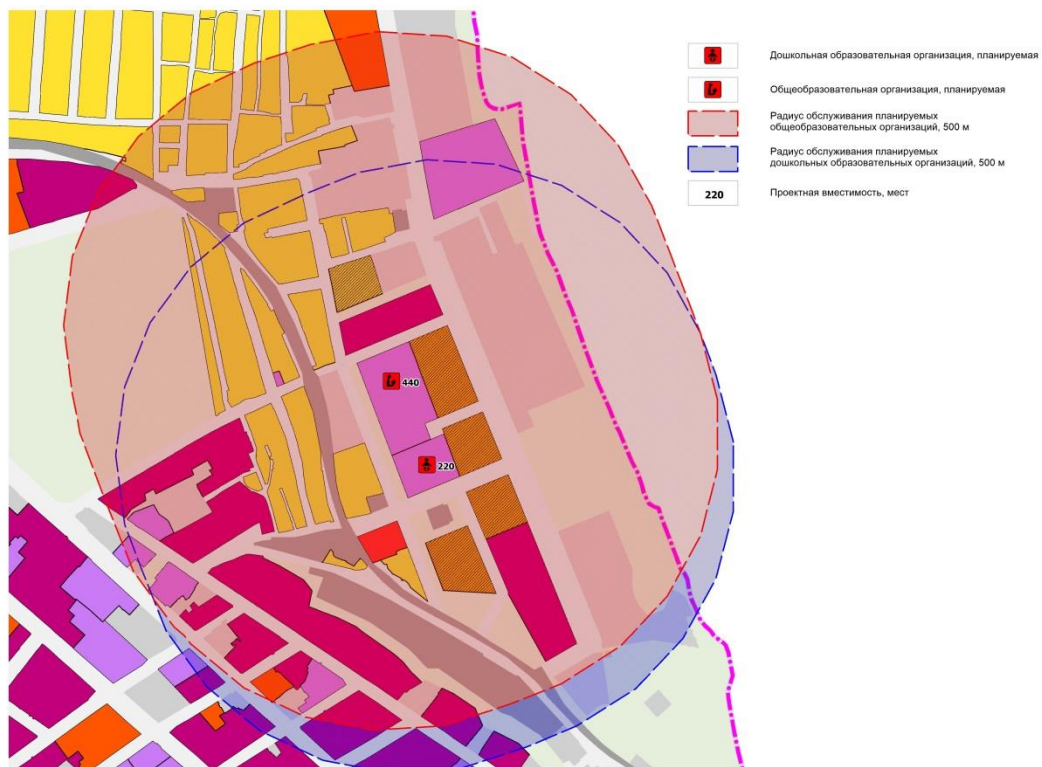 Дошкольная образовательная организация, планируемая
Общеобразовательная организация, планируемая
Радиус обслуживания планируемых
общеобразовательных организаций, 500 м
Радиус обслуживания планируемых
дошкольных образовательных организаций, 500 м
220
Проектная вместимость, мест
440
220